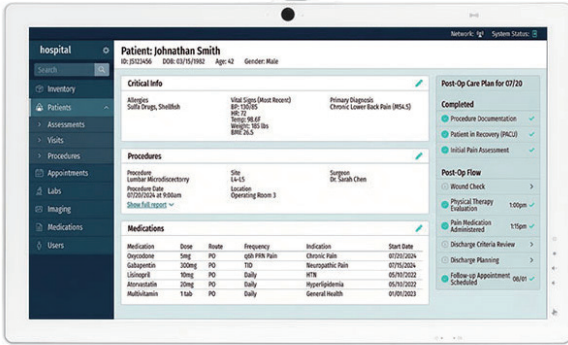 Network: System Status:
hospital
Search
Inventory
Patients
Assessments
Visits
Procedures
Appointments
Labs
Imaging
Medications
Users
Patient: Johnathan Smith
ID: JS123456 DOB: 03/15/1982 Age: 42 Gender: Male
Critical Info
Allergies
Sulfa Drugs, Shellfish
Vital Signs (Most Recent)
BP: 130/85
HR: 72
Temp: 98.6F
Weight: 185 lbs
BME 26.5
Primary Diagnosis
Chronic Lower Back Pain (M54.5)
Procedures
Procedure
Lumbar Microdiscectomy
Site
L4-L5
Surgeon
Dr. Sarah Chen
Procedure Date
07/20/2024 at 9:00am
Location
Operating Room 3
Show full report
Medications
Medication Dose Route Frequency Indication Start Date
Oxycodone 5mg PO q6h PRN Pain Chronic Pain 07/20/2024
Gabapentin 300mg PO TID Neuropathic Pain 07/15/2024
Lisinopril 10mg PO Daily HTN 05/10/2022
Atorvastatin 20mg PO Daily Hyperlipidemia 05/10/2022
Multivitamin 1 tab PO Daily General Health 01/01/2023
Post-Op Care Plan for 07/20
Completed
Procedure Documentation
Patient in Recovery (PACU)
Initial Pain Assessment
Post-Op Flow
Wound Check
Physical Therapy
Evaluation 1:00pm
Pain Medication
Administered 1:15pm
Discharge Criteria Review
Discharge Planning
Follow-up Appointment
Scheduled 08/01